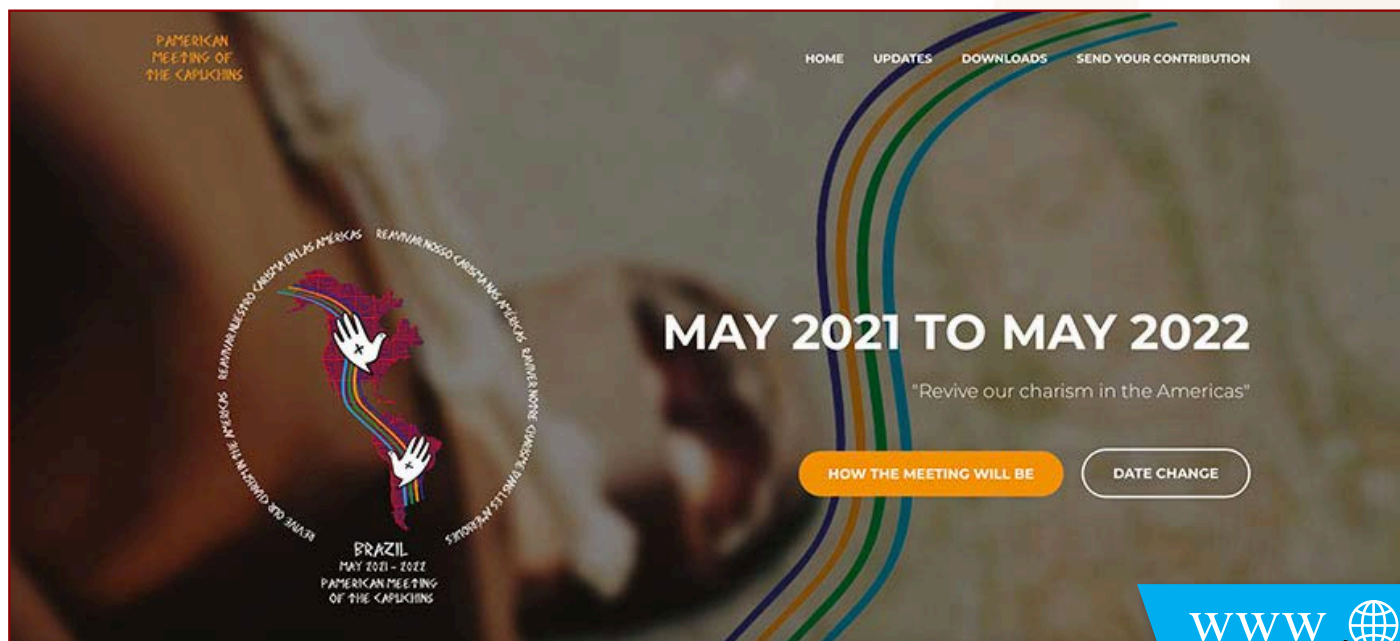 PAMERICAN
MEETING OF
THE CAPUCHINS
HOME UPDATES DOWNLOADS SEND YOUR CONTRIBUTION
REVIVE OUR CHARISM IN THE AMERICAS REAVIVAR NUESTRO CARISMA EN LAS AMÉRICAS REAVIVAR NOSSO CARISMA NAS AMÉRICAS RAVIVER NOTRE CHARISME DANS LES AMÉRIQUES
MAY 2021 TO MAY 2022
"Revive our charism in the Americas"
HOW THE MEETING WILL BE DATE CHANGE
BRAZIL
MAY 2021 - 2022
PAMERICAN MEETING
OF THE CAPUCHINS
WWW